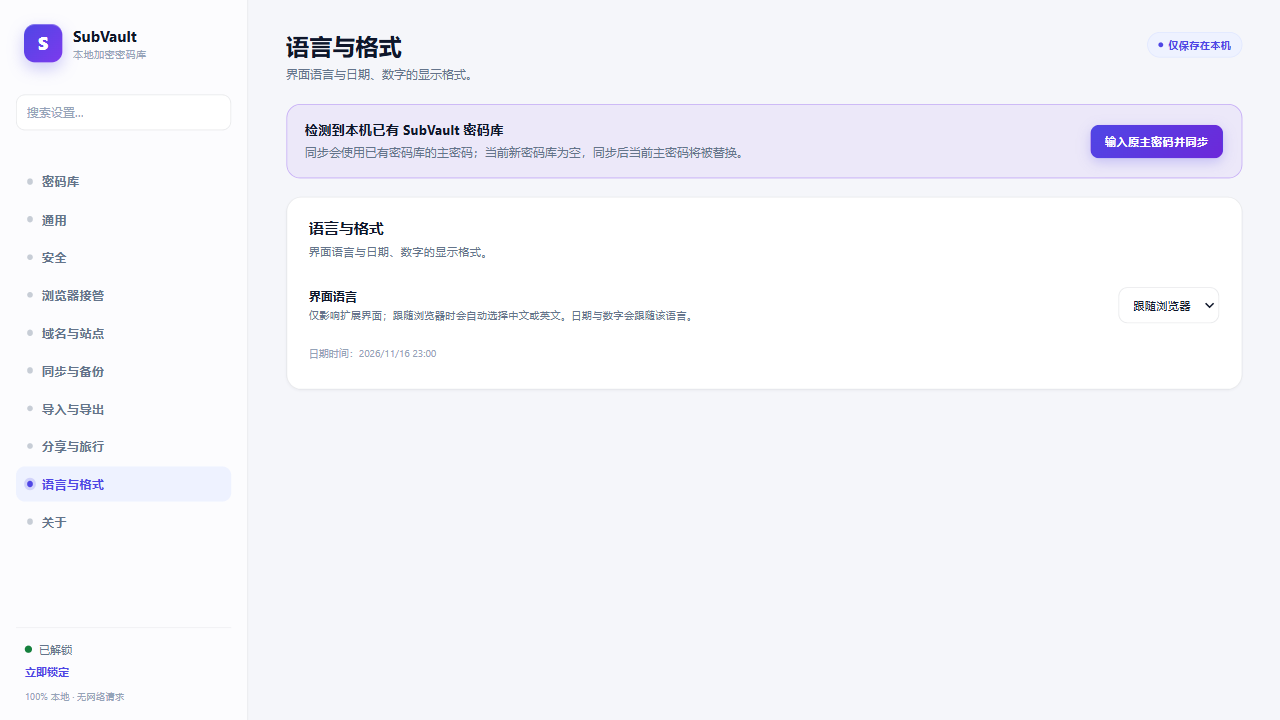 S
SubVault
本地加密密码库
搜索设置...
密码库
通用
安全
浏览器接管
域名与站点
同步与备份
导入与导出
分享与旅行
语言与格式
关于
已解锁
立即锁定
100% 本地 · 无网络请求
语言与格式
界面语言与日期、数字的显示格式。
仅保存在本机
检测到本机已有 SubVault 密码库
同步会使用已有密码库的主密码；当前新密码库为空，同步后当前主密码将被替换。
输入原主密码并同步
语言与格式
界面语言与日期、数字的显示格式。
界面语言
仅影响扩展界面；跟随浏览器时会自动选择中文或英文。日期与数字会跟随该语言。
跟随浏览器
日期时间：2026/11/16 23:00